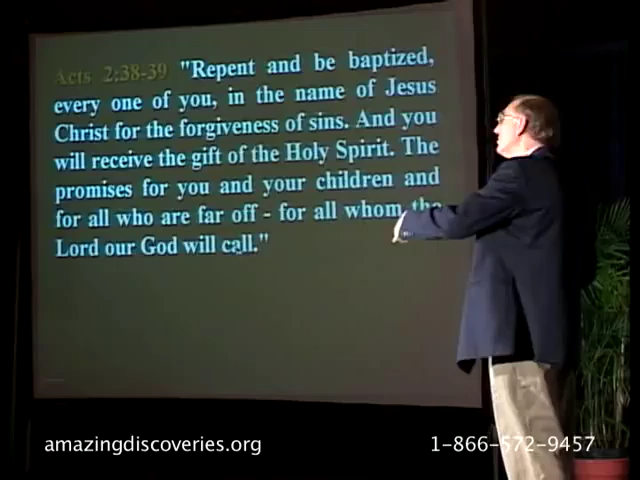 Acts 2:38-39 "Repent and be baptized,
every one of you, in the name of Jesus
Christ for the forgiveness of sins. And you
will receive the gift of the Holy Spirit. The
promises for you and your children and
for all who are far off - for all whom the
Lord our God will call."
amazingdiscoveries.org
1-866-572-9457